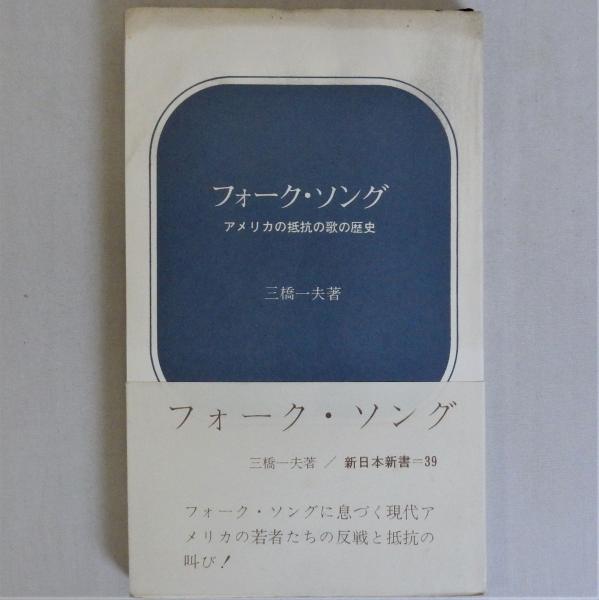 フォーク・ソング
アメリカの抵抗の歌の歴史
三橋一夫著
フォーク・ソング
三橋一夫著／新日本新書=39
フォーク・ソングに息づく現代ア
メリカの若者たちの反戦と抵抗の
叫び！